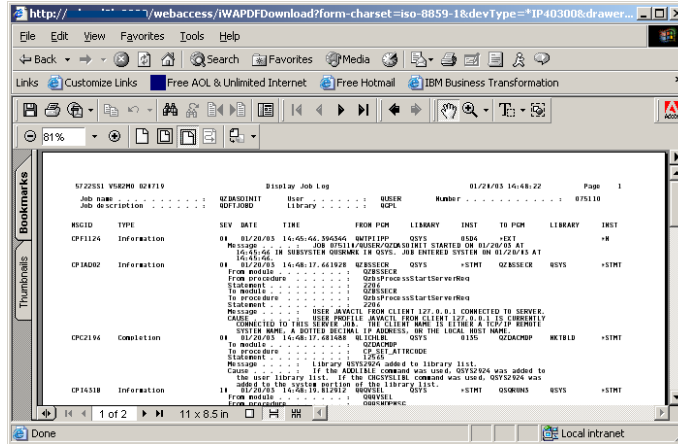 http:// /webaccess/iWAPDFDownload?form-charset=iso-8859-1&devType=*IP40300&drawer...
File Edit View Favorites Tools Help
Back Search Favorites Media
Links Customize Links Free AOL & Unlimited Internet Free Hotmail IBM Business Transformation
81%
Adobe
Bookmarks
Thumbnails
5722SS1 V5R2M0 020719 Display Job Log 01/20/03 14:48:22 Page 1
Job name . . . . . . . . . . : QZDASOINIT User . . . . . . : QUSER Number . . . . . . . . . . . : 075110
Job description . . . . . . : QDFTJOBD Library . . . . . : QGPL
MSGID TYPE SEV DATE TIME FROM PGM LIBRARY INST TO PGM LIBRARY INST
CPF1124 Information 00 01/20/03 14:45:46.394344 QWTPIIPP QSYS 05D4 *EXT *N
Message . . . . : JOB 075110/QUSER/QZDASOINIT STARTED ON 01/20/03 AT
14:45:46 IN SUBSYSTEM QUSRWRK IN QSYS. JOB ENTERED SYSTEM ON 01/20/03 AT
14:45:46.
CPIAD02 Information 00 01/20/03 14:48:17.661928 QZBSSECR QSYS *STMT QZBSSECR QSYS *STMT
From module . . . . . . . . : QZBSSECR
From procedure . . . . . . : QzbsProcessStartServerReq
Statement . . . . . . . . . : 2206
To module . . . . . . . . . : QZBSSECR
To procedure . . . . . . . : QzbsProcessStartServerReq
Statement . . . . . . . . . : 2206
Message . . . . : USER JAVACTL FROM CLIENT 127.0.0.1 CONNECTED TO SERVER.
CAUSE . . . . . : USER PROFILE JAVACTL FROM CLIENT 127.0.0.1 IS CURRENTLY
CONNECTED TO THIS SERVER JOB. THE CLIENT NAME IS EITHER A TCP/IP REMOTE
SYSTEM NAME, A DOTTED DECIMAL IP ADDRESS, OR THE LOCAL HOST NAME.
CPC2196 Completion 00 01/20/03 14:48:17.681488 QLICHLBL QSYS 0135 QZDACMDP *STMT
To module . . . . . . . . . : QZDACMDP
To procedure . . . . . . . : CP_SET_ATTRCODE
Statement . . . . . . . . . : 12565
Message . . . . : Library QSYS2924 added to library list.
Cause . . . . . : If the ADDLIBLE command was used, QSYS2924 was added to
the user library list. If the CHGSYSLIBL command was used, QSYS2924 was
added to the system portion of the library list.
CPI431B Information 10 01/20/03 14:48:19.812912 QQQVSEL QSYS *STMT QSQRUN3 QSYS *STMT
From module . . . . . . . . : QQQVSEL
From procedure . . . . . . :
1 of 2 11 x 8.5 in
Done Local intranet